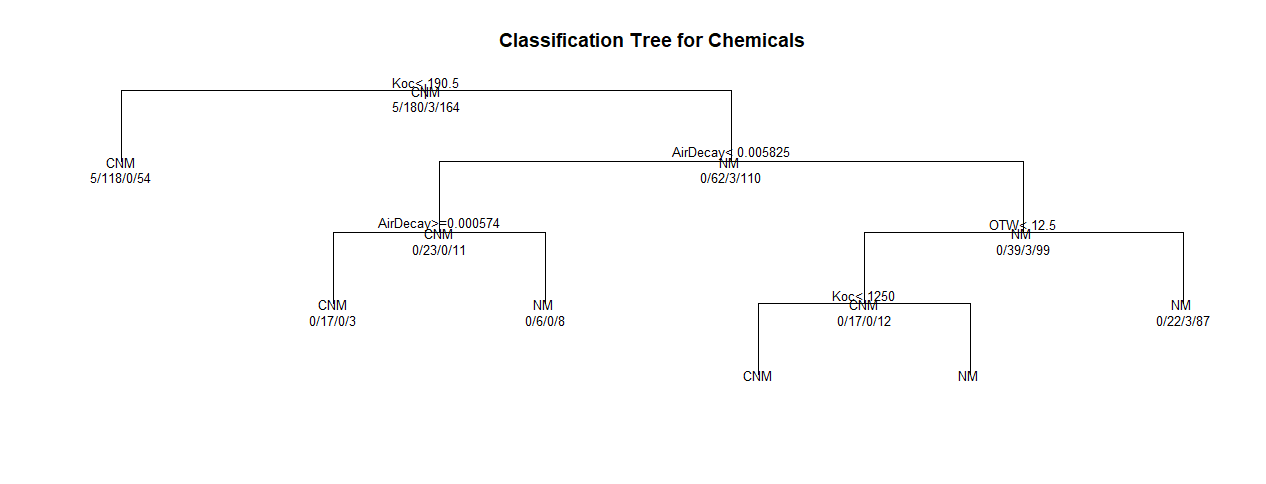 Classification Tree for Chemicals
Koc< 190.5
CNM
5/180/3/164
CNM
5/118/0/54
AirDecay< 0.005825
NM
0/62/3/110
AirDecay>=0.000574
CNM
0/23/0/11
OTW< 12.5
NM
0/39/3/99
CNM
0/17/0/3
NM
0/6/0/8
Koc< 1250
CNM
0/17/0/12
NM
0/22/3/87
CNM
NM